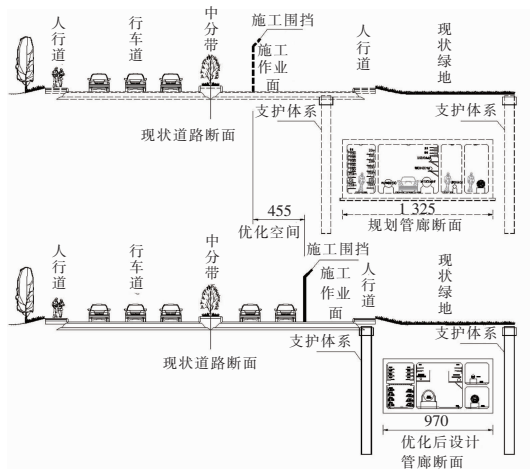 人行道
行车道
中分带
施工围挡
施工
作业
面
人行道
现状绿地
支护体系
支护体系
现状道路断面
1 325
规划管廊断面
455
优化空间
人行道
行车道
中分带
施工围挡
施工
作业
面
人行道
现状绿地
支护体系
支护体系
现状道路断面
970
优化后设计
管廊断面